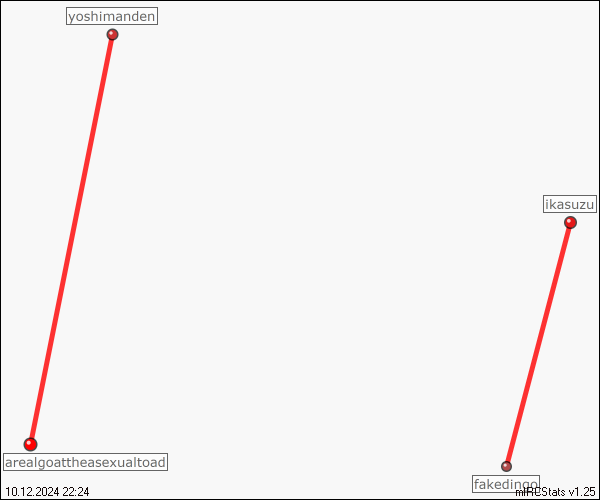 yoshimanden
ikasuzu
arealgoattheasexualtoad
fakedingo
10.12.2024 22:24
mIRCStats v1.25